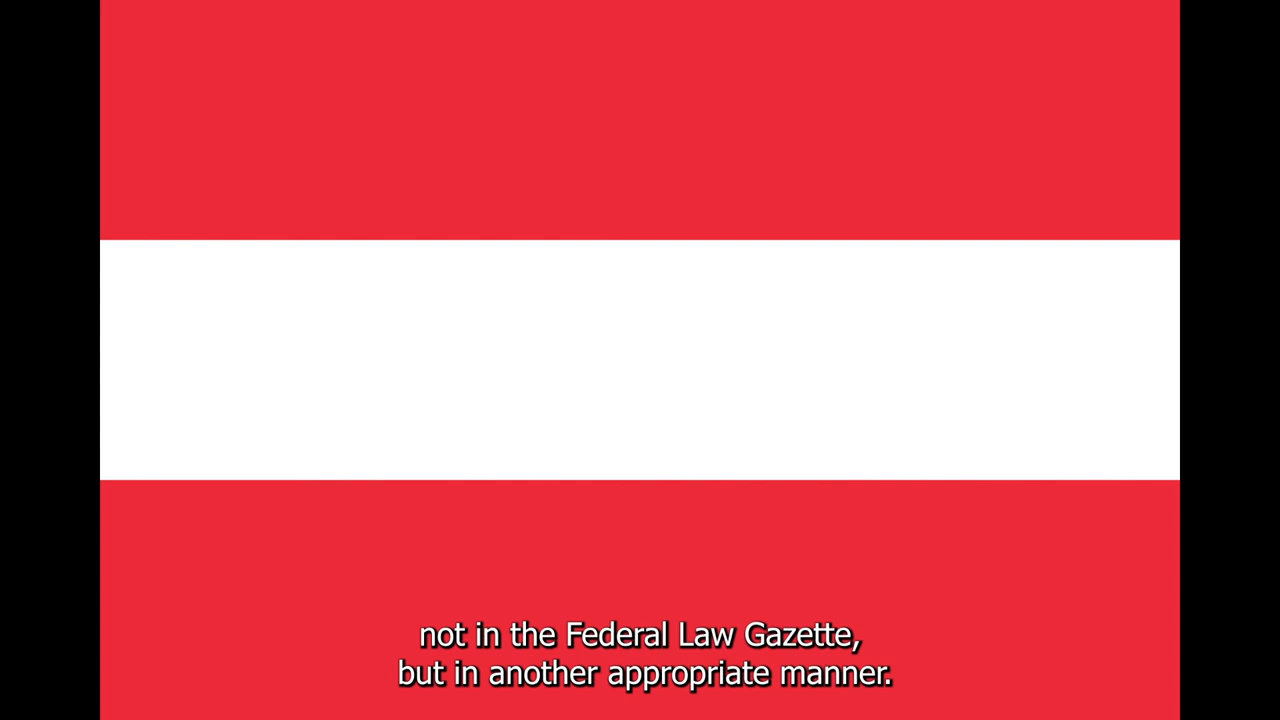 not in the Federal Law Gazette,
but in another appropriate manner.